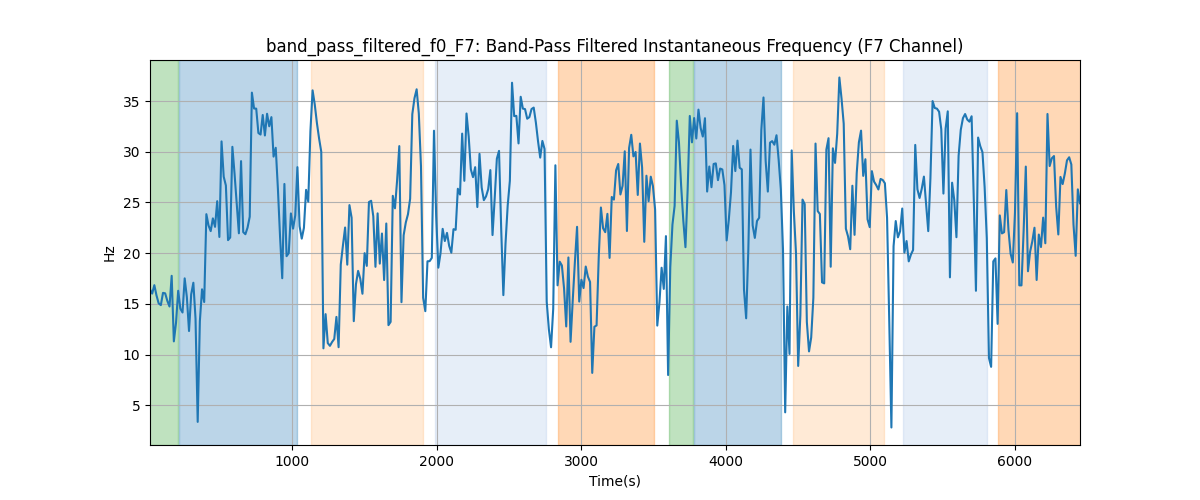 band_pass_filtered_f0_F7: Band-Pass Filtered Instantaneous Frequency (F7 Channel)
35
30
25
20
15
10
5
Hz
1000 2000 3000 4000 5000 6000
Time(s)